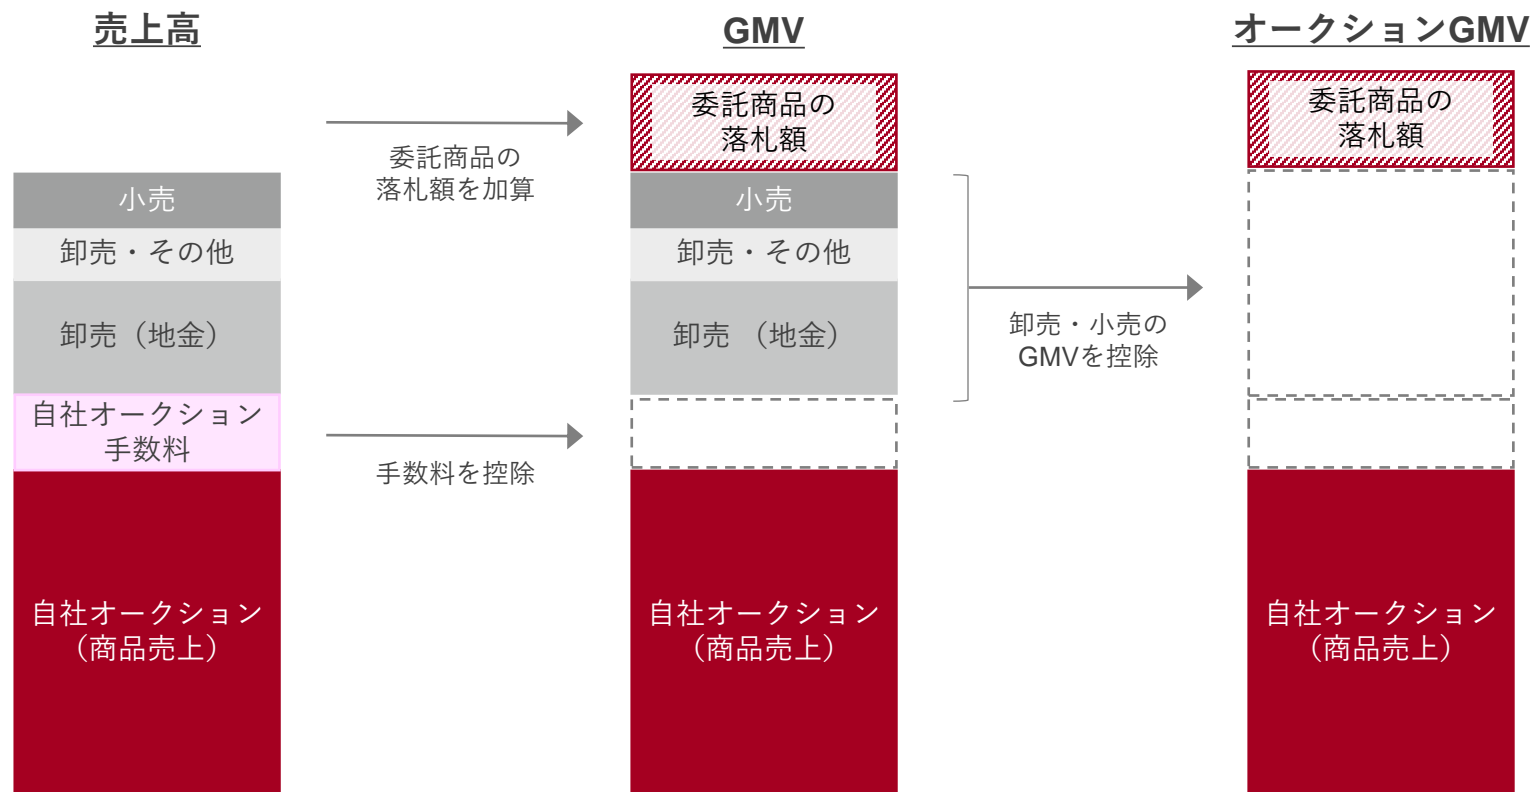 売上高
小売
卸売・その他
卸売（地金）
自社オークション
手数料
自社オークション
（商品売上）
委託商品の
落札額を加算
手数料を控除
GMV
委託商品の
落札額
小売
卸売・その他
卸売 （地金）
自社オークション
（商品売上）
卸売・小売の
GMVを控除
オークションGMV
委託商品の
落札額
自社オークション
（商品売上）